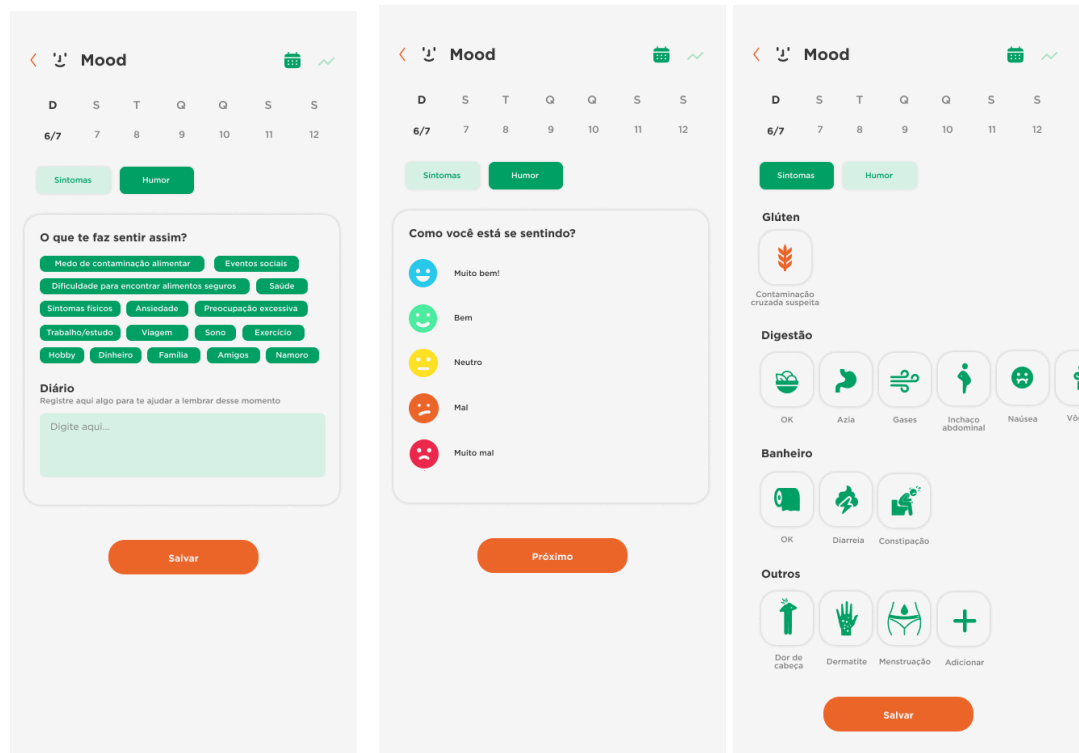 Mood
D S T Q Q S S
6/7 7 8 9 10 11 12
Sintomas Humor
O que te faz sentir assim?
Medo de contaminação alimentar Eventos sociais
Dificuldade para encontrar alimentos seguros Saúde
Sintomas físicos Ansiedade Preocupação excessiva
Trabalho/estudo Viagem Sono Exercício
Hobby Dinheiro Família Amigos Namoro
Diário
Registre aqui algo para te ajudar a lembrar desse momento
Digite aqui...
Salvar
Mood
D S T Q Q S S
6/7 7 8 9 10 11 12
Sintomas Humor
Como você está se sentindo?
Muito bem!
Bem
Neutro
Mal
Muito mal
Próximo
Mood
D S T Q Q S S
6/7 7 8 9 10 11 12
Sintomas Humor
Glúten
Contaminação
cruzada suspeita
Digestão
OK Azia Gases Inchaço Naúsea
abdominal
Banheiro
OK Diarreia Constipação
Outros
Dor de Dermatite Menstruação Adicionar
cabeça
Salvar